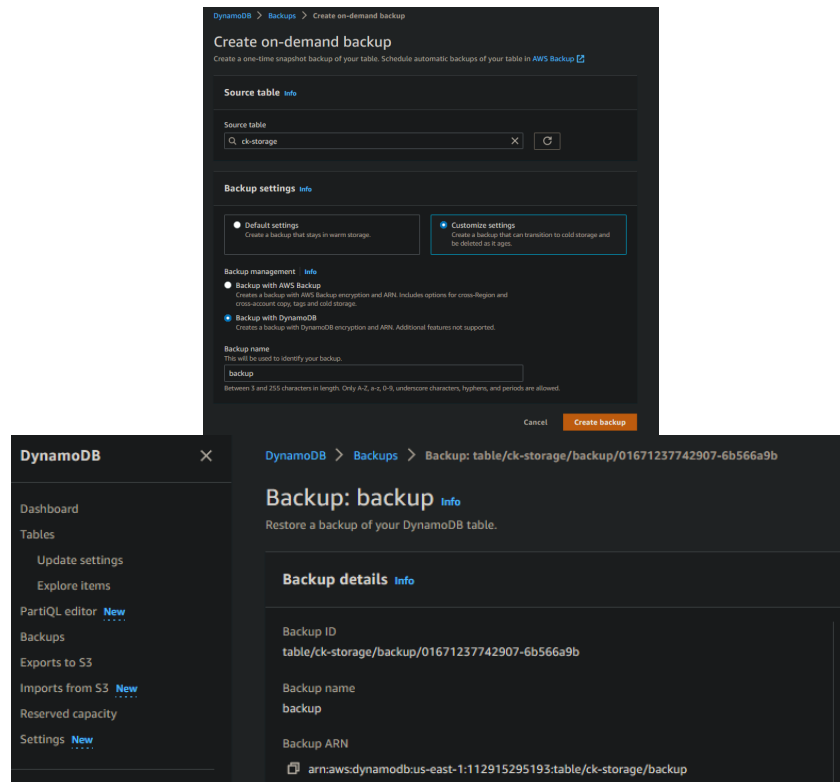 DynamoDB > Backups > Create on-demand backup
Create on-demand backup
Create a one-time snapshot backup of your table. Schedule automatic backups of your table in AWS Backup
Source table Info
Source table
ck-storage
Backup settings Info
Default settings
Create a backup that stays in warm storage.
Customize settings
Create a backup that can transition to cold storage and
be deleted as it ages.
Backup management Info
Backup with AWS Backup
Creates a backup with AWS Backup encryption and ARN. Includes options for cross-Region and
cross-account copy, tags and cold storage.
Backup with DynamoDB
Creates a backup with DynamoDB encryption and ARN. Additional features not supported.
Backup name
This will be used to identify your backup.
backup
Between 3 and 255 characters in length. Only A-Z, a-z, 0-9, underscore characters, hyphens, and periods are allowed.
Cancel
Create backup
DynamoDB
Dashboard
Tables
Update settings
Explore items
PartiQL editor New
Backups
Exports to S3
Imports from S3 New
Reserved capacity
Settings New
DynamoDB > Backups > Backup: table/ck-storage/backup/01671237742907-6b566a9b
Backup: backup Info
Restore a backup of your DynamoDB table.
Backup details Info
Backup ID
table/ck-storage/backup/01671237742907-6b566a9b
Backup name
backup
Backup ARN
arn:aws:dynamodb:us-east-1:112915295193:table/ck-storage/backup